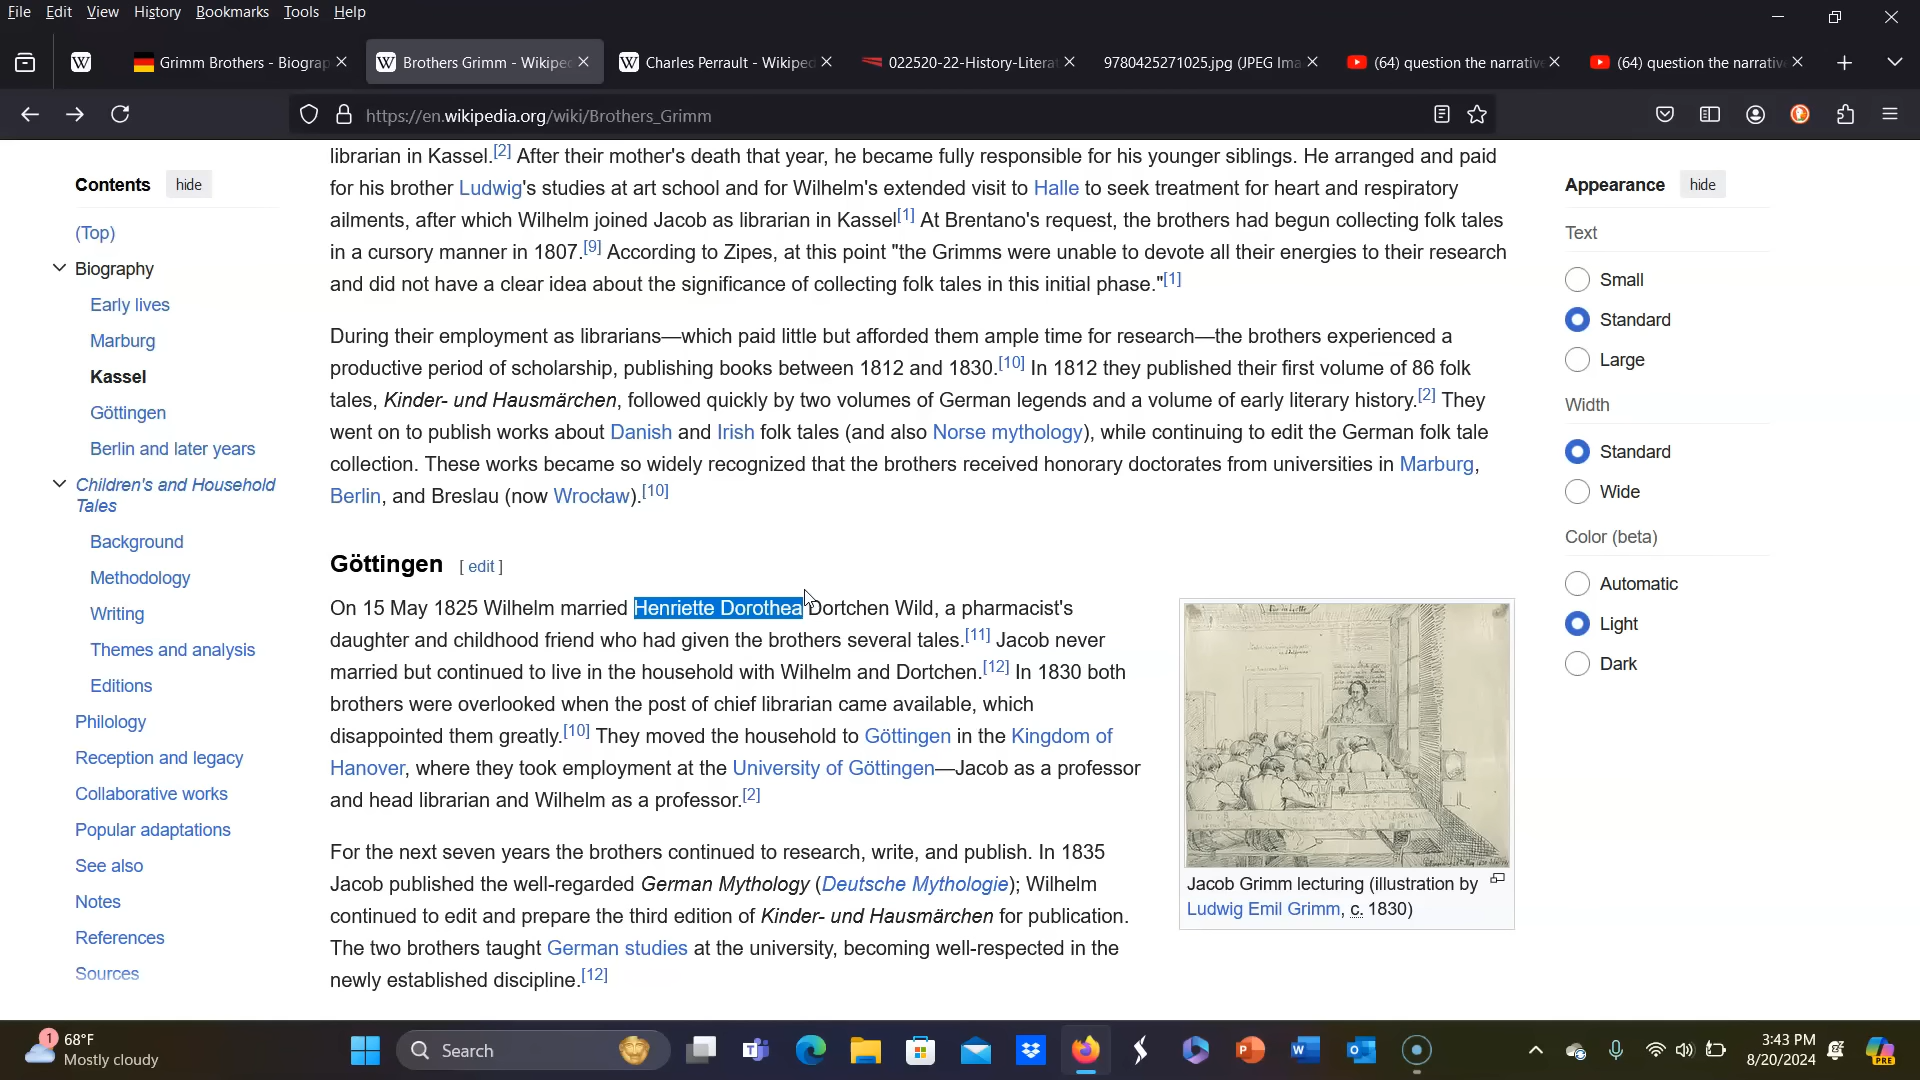 File Edit View History Bookmarks Tools Help
Grimm Brothers - Biograp
Brothers Grimm - Wikiped
Charles Perrault - Wikiped
022520-22-History-Literat
9780425271025.jpg (JPEG Ima
(64) question the narrative
(64) question the narrative
https://en.wikipedia.org/wiki/Brothers_Grimm
Contents hide
(Top)
Biography
Early lives
Marburg
Kassel
Göttingen
Berlin and later years
Children's and Household
Tales
Background
Methodology
Writing
Themes and analysis
Editions
Philology
Reception and legacy
Collaborative works
Popular adaptations
See also
Notes
References
Sources
librarian in Kassel.[2] After their mother's death that year, he became fully responsible for his younger siblings. He arranged and paid
for his brother Ludwig's studies at art school and for Wilhelm's extended visit to Halle to seek treatment for heart and respiratory
ailments, after which Wilhelm joined Jacob as librarian in Kassel[1] At Brentano's request, the brothers had begun collecting folk tales
in a cursory manner in 1807.[9] According to Zipes, at this point "the Grimms were unable to devote all their energies to their research
and did not have a clear idea about the significance of collecting folk tales in this initial phase."[1]
During their employment as librarians—which paid little but afforded them ample time for research—the brothers experienced a
productive period of scholarship, publishing books between 1812 and 1830.[10] In 1812 they published their first volume of 86 folk
tales, Kinder- und Hausmärchen, followed quickly by two volumes of German legends and a volume of early literary history.[2] They
went on to publish works about Danish and Irish folk tales (and also Norse mythology), while continuing to edit the German folk tale
collection. These works became so widely recognized that the brothers received honorary doctorates from universities in Marburg,
Berlin, and Breslau (now Wrocław).[10]
Göttingen [ edit ]
On 15 May 1825 Wilhelm married Henriette Dorothea Dortchen Wild, a pharmacist's
daughter and childhood friend who had given the brothers several tales.[11] Jacob never
married but continued to live in the household with Wilhelm and Dortchen.[12] In 1830 both
brothers were overlooked when the post of chief librarian came available, which
disappointed them greatly.[10] They moved the household to Göttingen in the Kingdom of
Hanover, where they took employment at the University of Göttingen—Jacob as a professor
and head librarian and Wilhelm as a professor.[2]
For the next seven years the brothers continued to research, write, and publish. In 1835
Jacob published the well-regarded German Mythology (Deutsche Mythologie); Wilhelm
continued to edit and prepare the third edition of Kinder- und Hausmärchen for publication.
The two brothers taught German studies at the university, becoming well-respected in the
newly established discipline.[12]
Jacob Grimm lecturing (illustration by
Ludwig Emil Grimm, c. 1830)
Appearance hide
Text
Small
Standard
Large
Width
Standard
Wide
Color (beta)
Automatic
Light
Dark
1
68°F
Mostly cloudy
Search
3:43 PM
8/20/2024
PRE